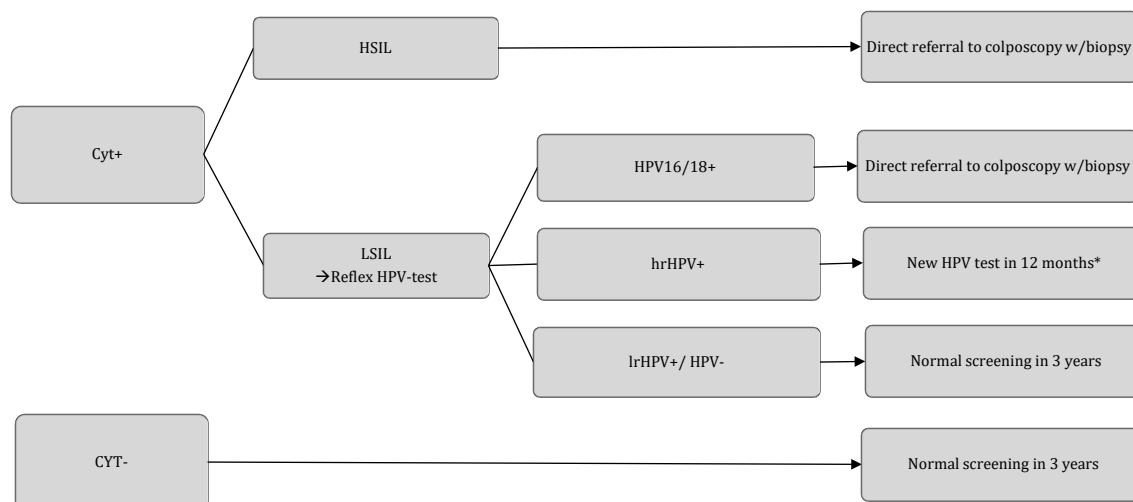 HSIL
Direct referral to colposcopy w/biopsy
Cyt+
HPV16/18+
Direct referral to colposcopy w/biopsy
LSIL
→Reflex HPV-test
hrHPV+
New HPV test in 12 months*
lrHPV+/ HPV-
Normal screening in 3 years
CYT-
Normal screening in 3 years